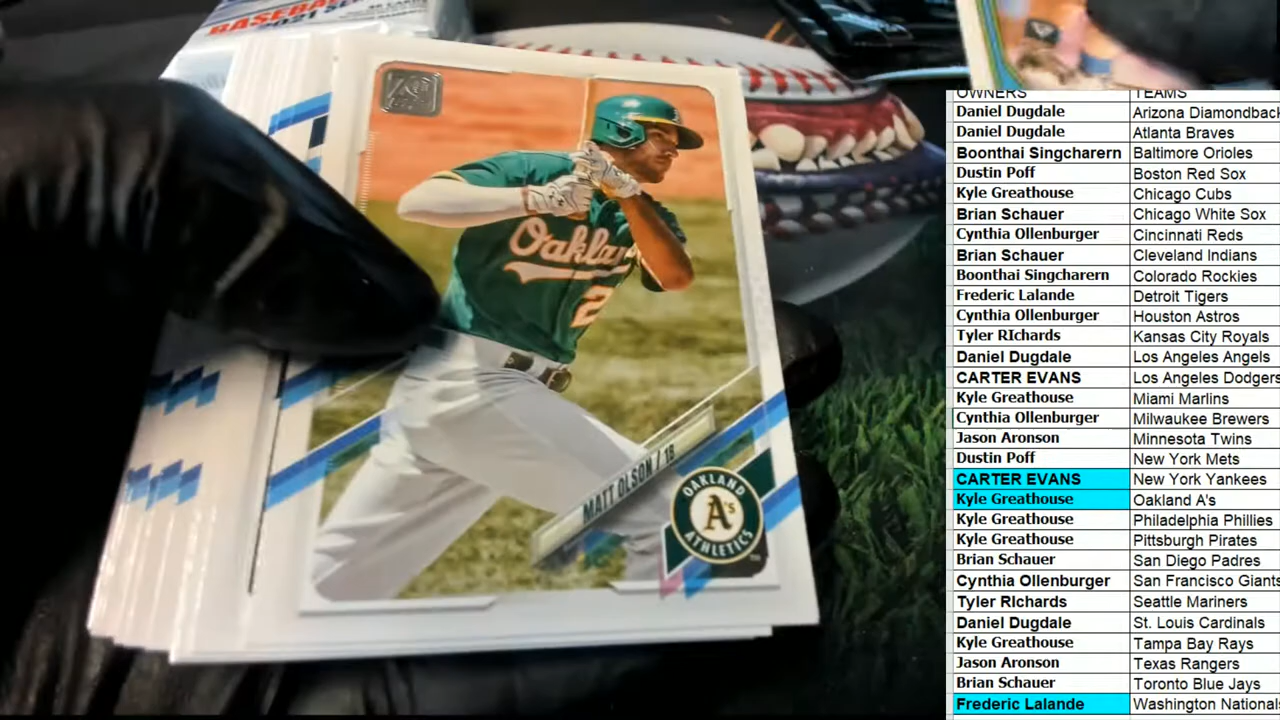 BASEBALL
2021
70
Oakland
2
MATT OLSON / 1B
OAKLAND
A's
ATHLETICS
OWNERS TEAMS
Daniel Dugdale Arizona Diamondback
Daniel Dugdale Atlanta Braves
Boonthai Singcharern Baltimore Orioles
Dustin Poff Boston Red Sox
Kyle Greathouse Chicago Cubs
Brian Schauer Chicago White Sox
Cynthia Ollenburger Cincinnati Reds
Brian Schauer Cleveland Indians
Boonthai Singcharern Colorado Rockies
Frederic Lalande Detroit Tigers
Cynthia Ollenburger Houston Astros
Tyler RIchards Kansas City Royals
Daniel Dugdale Los Angeles Angels
CARTER EVANS Los Angeles Dodgers
Kyle Greathouse Miami Marlins
Cynthia Ollenburger Milwaukee Brewers
Jason Aronson Minnesota Twins
Dustin Poff New York Mets
CARTER EVANS New York Yankees
Kyle Greathouse Oakland A's
Kyle Greathouse Philadelphia Phillies
Kyle Greathouse Pittsburgh Pirates
Brian Schauer San Diego Padres
Cynthia Ollenburger San Francisco Giants
Tyler RIchards Seattle Mariners
Daniel Dugdale St. Louis Cardinals
Kyle Greathouse Tampa Bay Rays
Jason Aronson Texas Rangers
Brian Schauer Toronto Blue Jays
Frederic Lalande Washington National